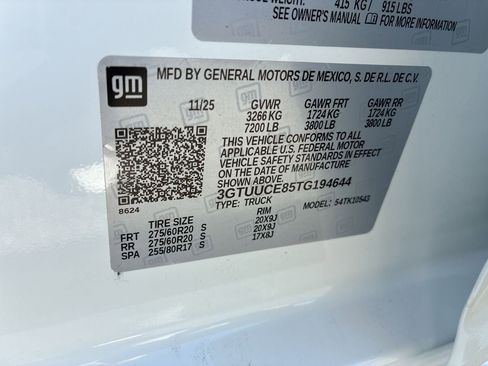 415 KG / 915 LBS
SEE OWNER'S MANUAL FOR MORE INFORMATION
gm
MFD BY GENERAL MOTORS DE MEXICO, S. DE R.L. DE C.V.
11/25 GVWR GAWR FRT GAWR RR
3266 KG 1724 KG 1724 KG
7200 LB 3800 LB 3800 LB
THIS VEHICLE CONFORMS TO ALL
APPLICABLE U.S. FEDERAL MOTOR
VEHICLE SAFETY STANDARDS IN EFFECT
ON THE DATE OF MANUFACTURE SHOWN ABOVE.
3GTUUCE85TG194644
8624 TYPE: TRUCK MODEL: 54TK10543
TIRE SIZE RIM
FRT 275/60R20 S 20X9J
RR 275/60R20 S 20X9J
SPA 255/80R17 S 17X8J